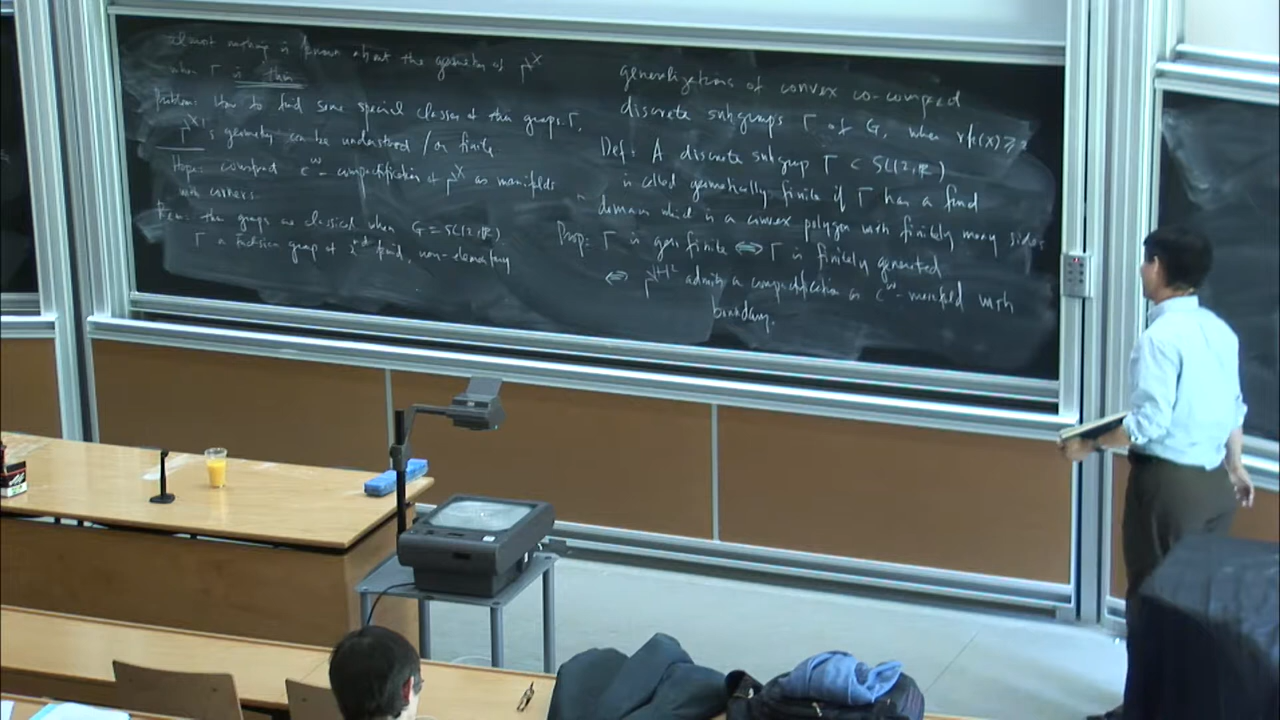 almost nothing is known about the geometry of Γ\X
when Γ is thin
Problem: How to find some special classes of thin groups Γ,
Γ\X's geometry can be understood / or finite
Hope: construct C^ω-compactification of Γ\X as manifolds
with corners
the groups are classical when G = SL(2,R)
Γ a Fuchsian group of 2nd kind, non-elementary
generalizations of convex co-compact
discrete subgroups Γ of G, when rk(X) ≥ 2
Def: A discrete subgroup Γ ⊂ SL(2,R)
is called geometrically finite if Γ has a fund
domain which is a convex polygon with finitely many sides
Prop: Γ is geom finite ⇔ Γ is finitely generated
⇔ Γ\H² admits a compactification as C^ω-manifold with
boundary.